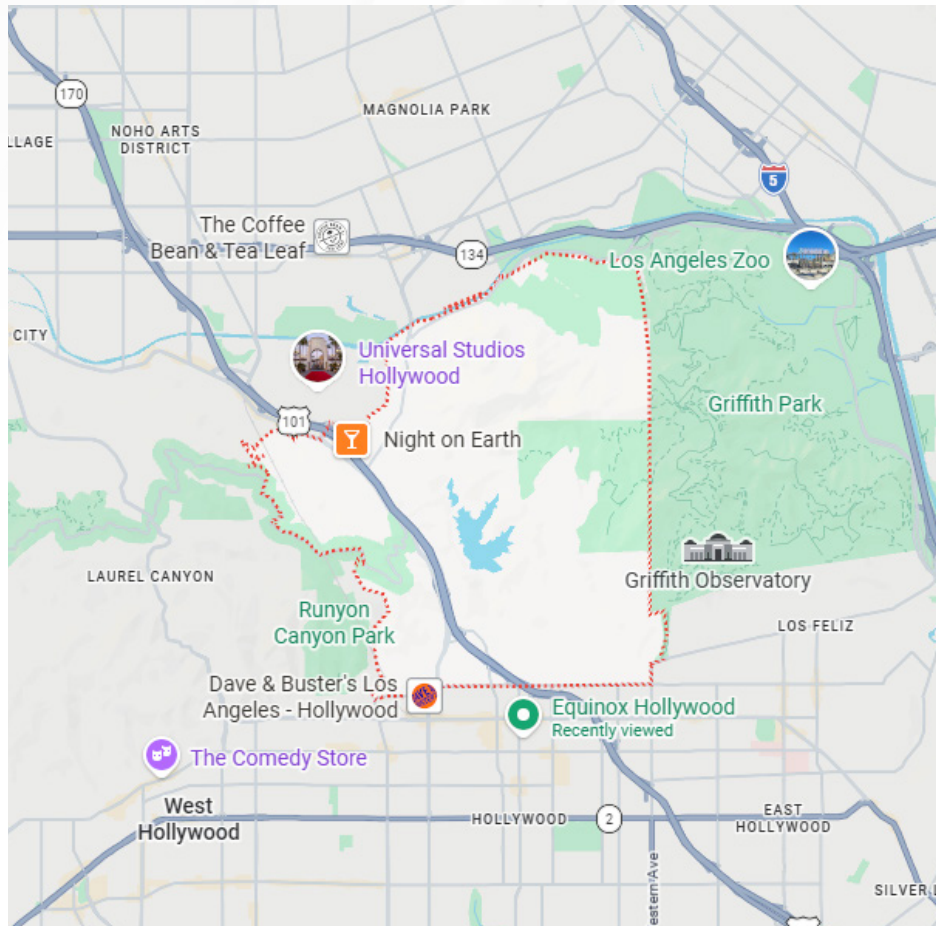 170
MAGNOLIA PARK
NOHO ARTS
DISTRICT
LLAGE
5
The Coffee
Bean & Tea Leaf
134
Los Angeles Zoo
CITY
Universal Studios
Hollywood
Griffith Park
101
Night on Earth
LAUREL CANYON
Griffith Observatory
Runyon
Canyon Park
LOS FELIZ
Dave & Buster's Los
Angeles - Hollywood
Equinox Hollywood
Recently viewed
The Comedy Store
West
Hollywood
HOLLYWOOD
2
EAST
HOLLYWOOD
estern Ave
SILVER L